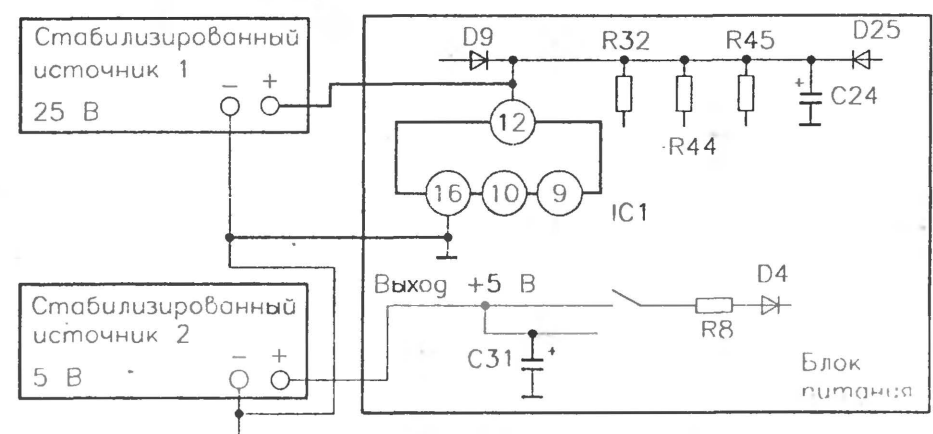 Стабилизированный
источник 1
25 В
− +
D9
R32
R45
D25
+
C24
R44
12
16 10 9
IC1
Стабилизированный
источник 2
5 В
− +
Выход +5 В
D4
R8
C31
+
Блок
питания